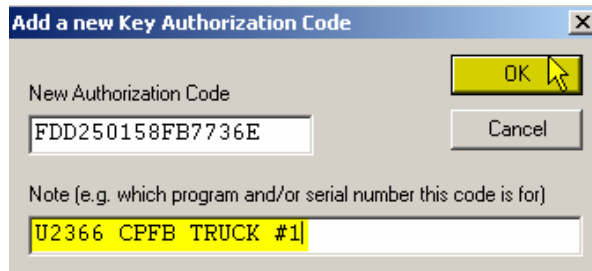 Add a new Key Authorization Code
OK
New Authorization Code
FDD250158FB7736E
Cancel
Note (e.g. which program and/or serial number this code is for)
U2366 CPFB TRUCK #1